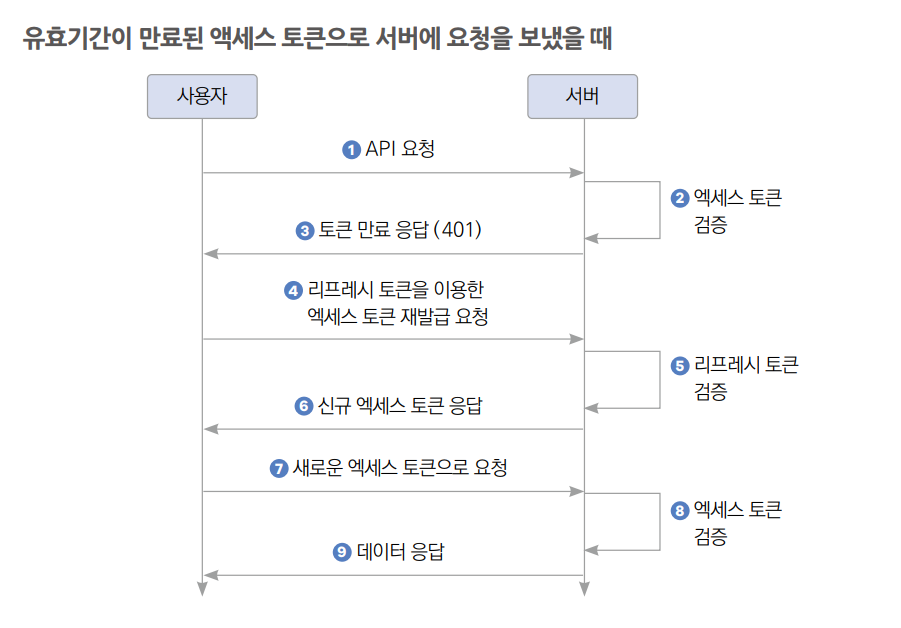 유효기간이 만료된 액세스 토큰으로 서버에 요청을 보냈을 때
사용자
서버
1 API 요청
2 엑세스 토큰
검증
3 토큰 만료 응답 (401)
4 리프레시 토큰을 이용한
엑세스 토큰 재발급 요청
5 리프레시 토큰
검증
6 신규 엑세스 토큰 응답
7 새로운 엑세스 토큰으로 요청
8 엑세스 토큰
검증
9 데이터 응답